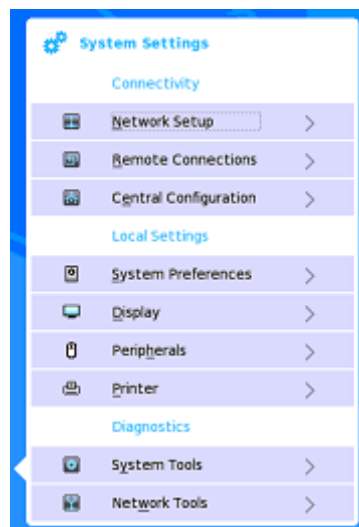 System Settings
Connectivity
Network Setup
Remote Connections
Central Configuration
Local Settings
System Preferences
Display
Peripherals
Printer
Diagnostics
System Tools
Network Tools